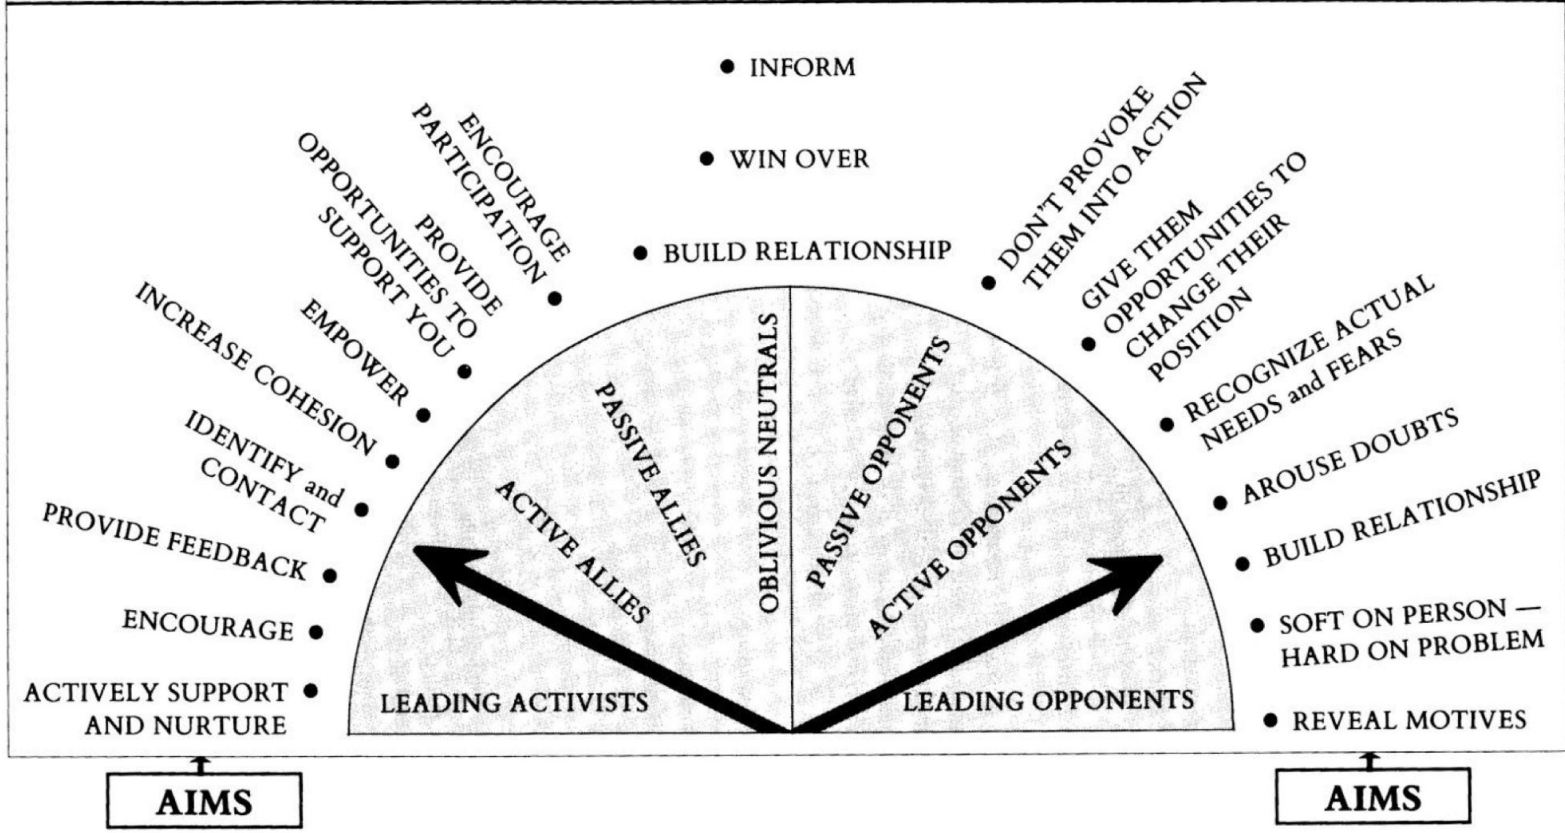 INFORM
WIN OVER
BUILD RELATIONSHIP
ENCOURAGE
PARTICIPATION
PROVIDE
OPPORTUNITIES TO
SUPPORT YOU
EMPOWER
INCREASE COHESION
IDENTIFY and
CONTACT
PROVIDE FEEDBACK
ENCOURAGE
ACTIVELY SUPPORT
AND NURTURE
DON'T PROVOKE
THEM INTO ACTION
GIVE THEM
OPPORTUNITIES TO
CHANGE THEIR
POSITION
RECOGNIZE ACTUAL
NEEDS and FEARS
AROUSE DOUBTS
BUILD RELATIONSHIP
SOFT ON PERSON —
HARD ON PROBLEM
REVEAL MOTIVES
LEADING ACTIVISTS
ACTIVE ALLIES
PASSIVE ALLIES
OBLIVIOUS NEUTRALS
PASSIVE OPPONENTS
ACTIVE OPPONENTS
LEADING OPPONENTS
AIMS
AIMS